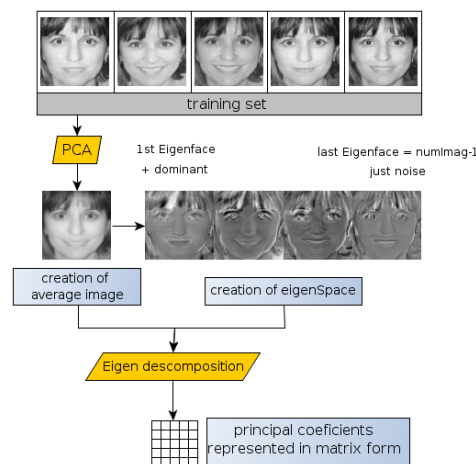 training set
PCA
1st Eigenface
+ dominant
last Eigenface = numImag-1
just noise
creation of
average image
creation of eigenSpace
Eigen descomposition
principal coeficients
represented in matrix form